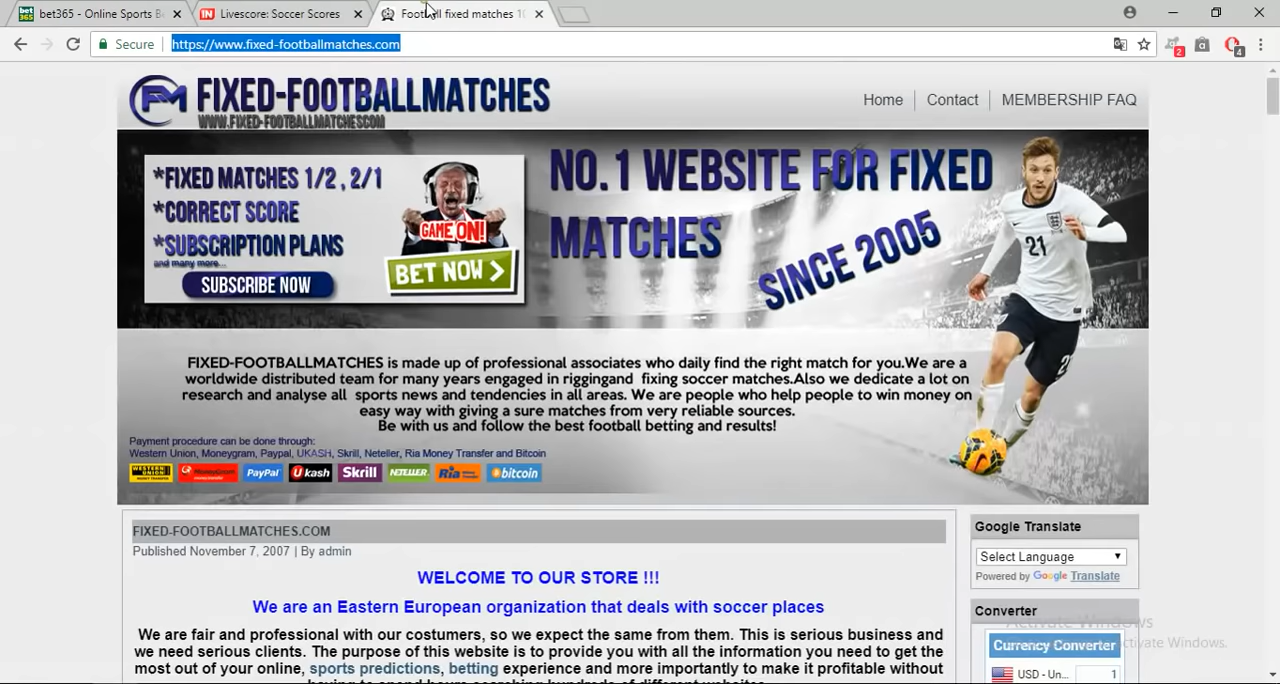 bet365 - Online Sports Be
Livescore: Soccer Scores
Football fixed matches 10
Secure
https://www.fixed-footballmatches.com
2
4
FIXED-FOOTBALLMATCHES
WWW.FIXED-FOOTBALLMATCHES.COM
Home
Contact
MEMBERSHIP FAQ
*FIXED MATCHES 1/2 , 2/1
*CORRECT SCORE
*SUBSCRIPTION PLANS
and many more...
SUBSCRIBE NOW
GAME ON!
BET NOW >
NO.1 WEBSITE FOR FIXED
MATCHES
SINCE 2005
21
FIXED-FOOTBALLMATCHES is made up of professional associates who daily find the right match for you.We are a
worldwide distributed team for many years engaged in riggingand fixing soccer matches.Also we dedicate a lot on
research and analyse all sports news and tendencies in all areas. We are people who help people to win money on
easy way with giving a sure matches from very reliable sources.
Be with us and follow the best football betting and results!
Payment procedure can be done through:
Western Union, Moneygram, Paypal, UKASH, Skrill, Neteller, Ria Money Transfer and Bitcoin
WESTERN UNION
MoneyGram
PayPal
Ukash
Skrill
NETELLER
Ria
bitcoin
FIXED-FOOTBALLMATCHES.COM
Published November 7, 2007 | By admin
WELCOME TO OUR STORE !!!
We are an Eastern European organization that deals with soccer places
We are fair and professional with our costumers, so we expect the same from them. This is serious business and
we need serious clients. The purpose of this website is to provide you with all the information you need to get the
most out of your online, sports predictions, betting experience and more importantly to make it profitable without
Google Translate
Select Language
Powered by Google Translate
Converter
Currency Converter
USD - Un...
1
Activate Windows